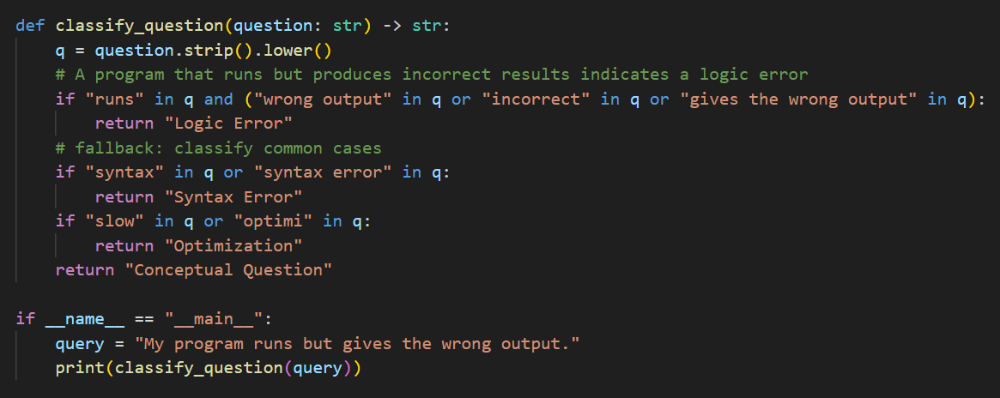 def classify_question(question: str) -> str:
    q = question.strip().lower()
    # A program that runs but produces incorrect results indicates a logic error
    if "runs" in q and ("wrong output" in q or "incorrect" in q or "gives the wrong output" in q):
        return "Logic Error"
    # fallback: classify common cases
    if "syntax" in q or "syntax error" in q:
        return "Syntax Error"
    if "slow" in q or "optimi" in q:
        return "Optimization"
    return "Conceptual Question"

if __name__ == "__main__":
    query = "My program runs but gives the wrong output."
    print(classify_question(query))